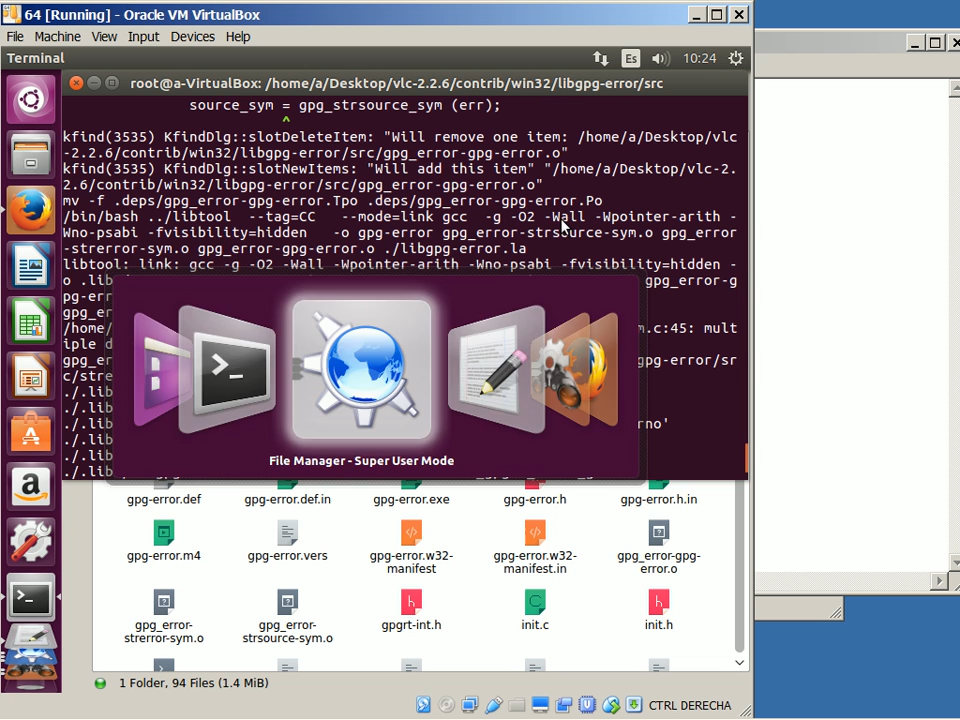 64 [Running] - Oracle VM VirtualBox
File Machine View Input Devices Help
Terminal
Es
10:24
root@a-VirtualBox: /home/a/Desktop/vlc-2.2.6/contrib/win32/libgpg-error/src
source_sym = gpg_strsource_sym (err);
^
kfind(3535) KfindDlg::slotDeleteItem: "Will remove one item: /home/a/Desktop/vlc
-2.2.6/contrib/win32/libgpg-error/src/gpg_error-gpg-error.o"
kfind(3535) KfindDlg::slotNewItems: "Will add this item" "/home/a/Desktop/vlc-2.
2.6/contrib/win32/libgpg-error/src/gpg_error-gpg-error.o"
mv -f .deps/gpg_error-gpg-error.Tpo .deps/gpg_error-gpg-error.Po
/bin/bash ../libtool --tag=CC --mode=link gcc -g -O2 -Wall -Wpointer-arith -
Wno-psabi -fvisibility=hidden -o gpg-error gpg_error-strsource-sym.o gpg_error
-strerror-sym.o gpg_error-gpg-error.o ./libgpg-error.la
libtool: link: gcc -g -O2 -Wall -Wpointer-arith -Wno-psabi -fvisibility=hidden -
File Manager - Super User Mode
gpg-error.def
gpg-error.def.in
gpg-error.exe
gpg-error.h
gpg-error.h.in
gpg-error.m4
gpg-error.vers
gpg-error.w32-
manifest
gpg-error.w32-
manifest.in
gpg_error-gpg-
error.o
gpg_error-
strerror-sym.o
gpg_error-
strsource-sym.o
gpgrt-int.h
init.c
init.h
1 Folder, 94 Files (1.4 MiB)
CTRL DERECHA